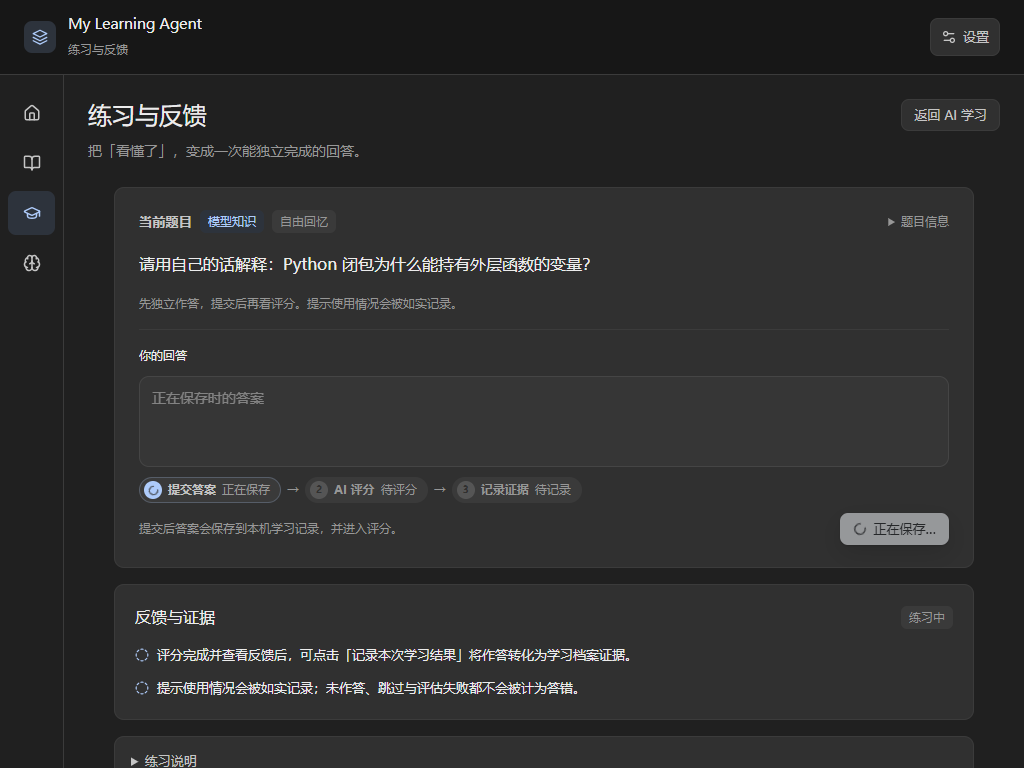 My Learning Agent
练习与反馈
设置
练习与反馈
返回 AI 学习
把「看懂了」，变成一次能独立完成的回答。
当前题目 模型知识 自由回忆
题目信息
请用自己的话解释：Python 闭包为什么能持有外层函数的变量？
先独立作答，提交后再看评分。提示使用情况会被如实记录。
你的回答
正在保存时的答案
提交答案 正在保存 → 2 AI 评分 待评分 → 3 记录证据 待记录
提交后答案会保存到本机学习记录，并进入评分。
正在保存...
反馈与证据
练习中
评分完成并查看反馈后，可点击「记录本次学习结果」将作答转化为学习档案证据。
提示使用情况会被如实记录；未作答、跳过与评估失败都不会被计为答错。
练习说明